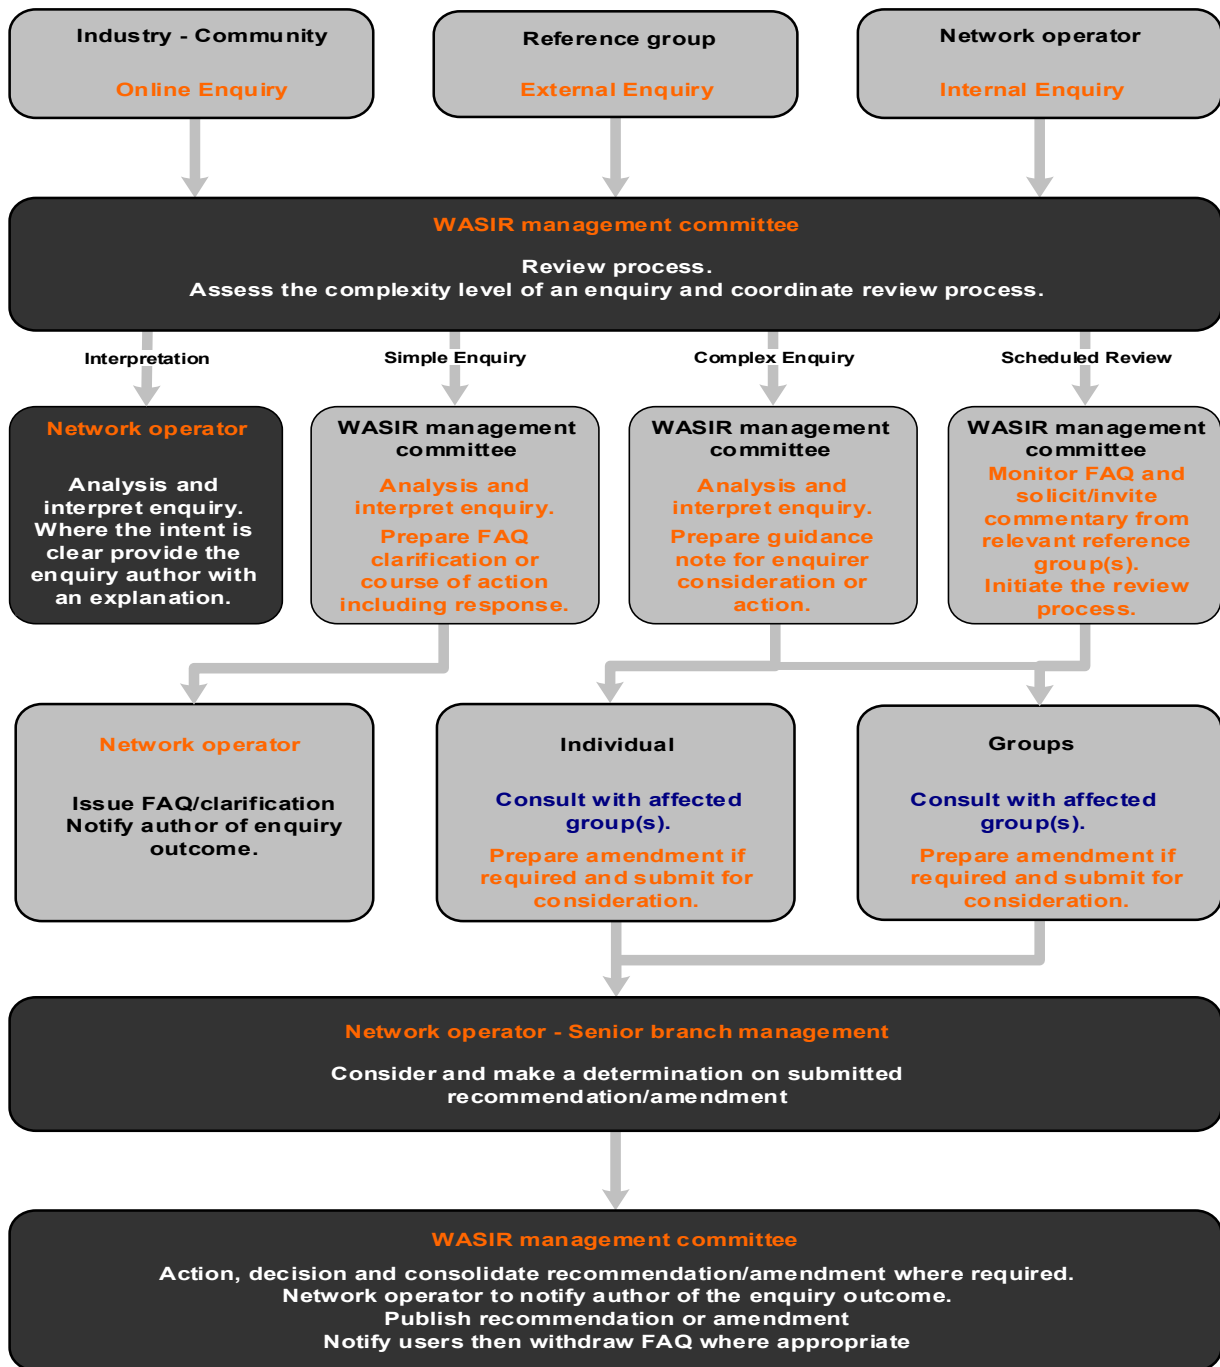 Industry - Community
Online Enquiry
Reference group
External Enquiry
Network operator
Internal Enquiry
WASIR management committee
Review process.
Assess the complexity level of an enquiry and coordinate review process.
Interpretation
Simple Enquiry
Complex Enquiry
Scheduled Review
Network operator
Analysis and
interpret enquiry.
Where the intent is
clear provide the
enquiry author with
an explanation.
WASIR management
committee
Analysis and
interpret enquiry.
Prepare FAQ
clarification or
course of action
including response.
WASIR management
committee
Analysis and
interpret enquiry.
Prepare guidance
note for enquirer
consideration or
action.
WASIR management
committee
Monitor FAQ and
solicit/invite
commentary from
relevant reference
group(s).
Initiate the review
process.
Network operator
Issue FAQ/clarification
Notify author of enquiry
outcome.
Individual
Consult with affected
group(s).
Prepare amendment if
required and submit for
consideration.
Groups
Consult with affected
group(s).
Prepare amendment if
required and submit for
consideration.
Network operator - Senior branch management
Consider and make a determination on submitted
recommendation/amendment
WASIR management committee
Action, decision and consolidate recommendation/amendment where required.
Network operator to notify author of the enquiry outcome.
Publish recommendation or amendment
Notify users then withdraw FAQ where appropriate